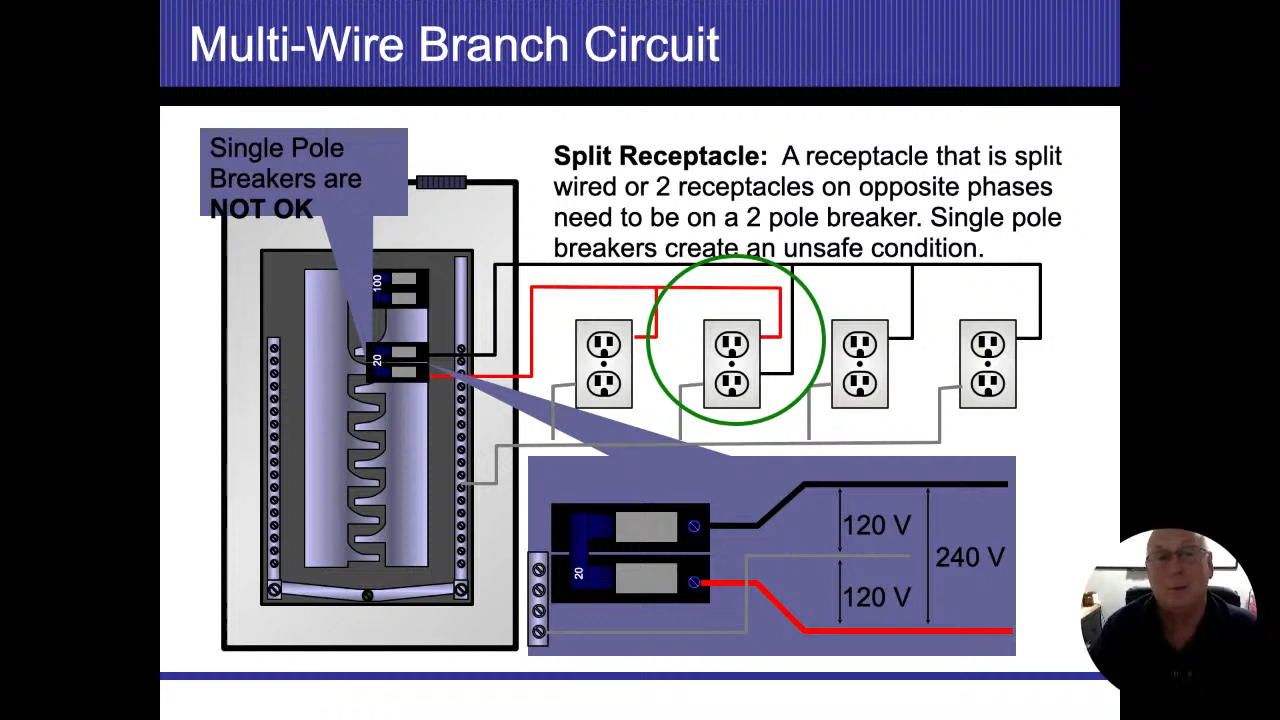 Multi-Wire Branch Circuit
Single Pole
Breakers are
NOT OK
Split Receptacle: A receptacle that is split
wired or 2 receptacles on opposite phases
need to be on a 2 pole breaker. Single pole
breakers create an unsafe condition.
100
20
20
120 V
240 V
120 V